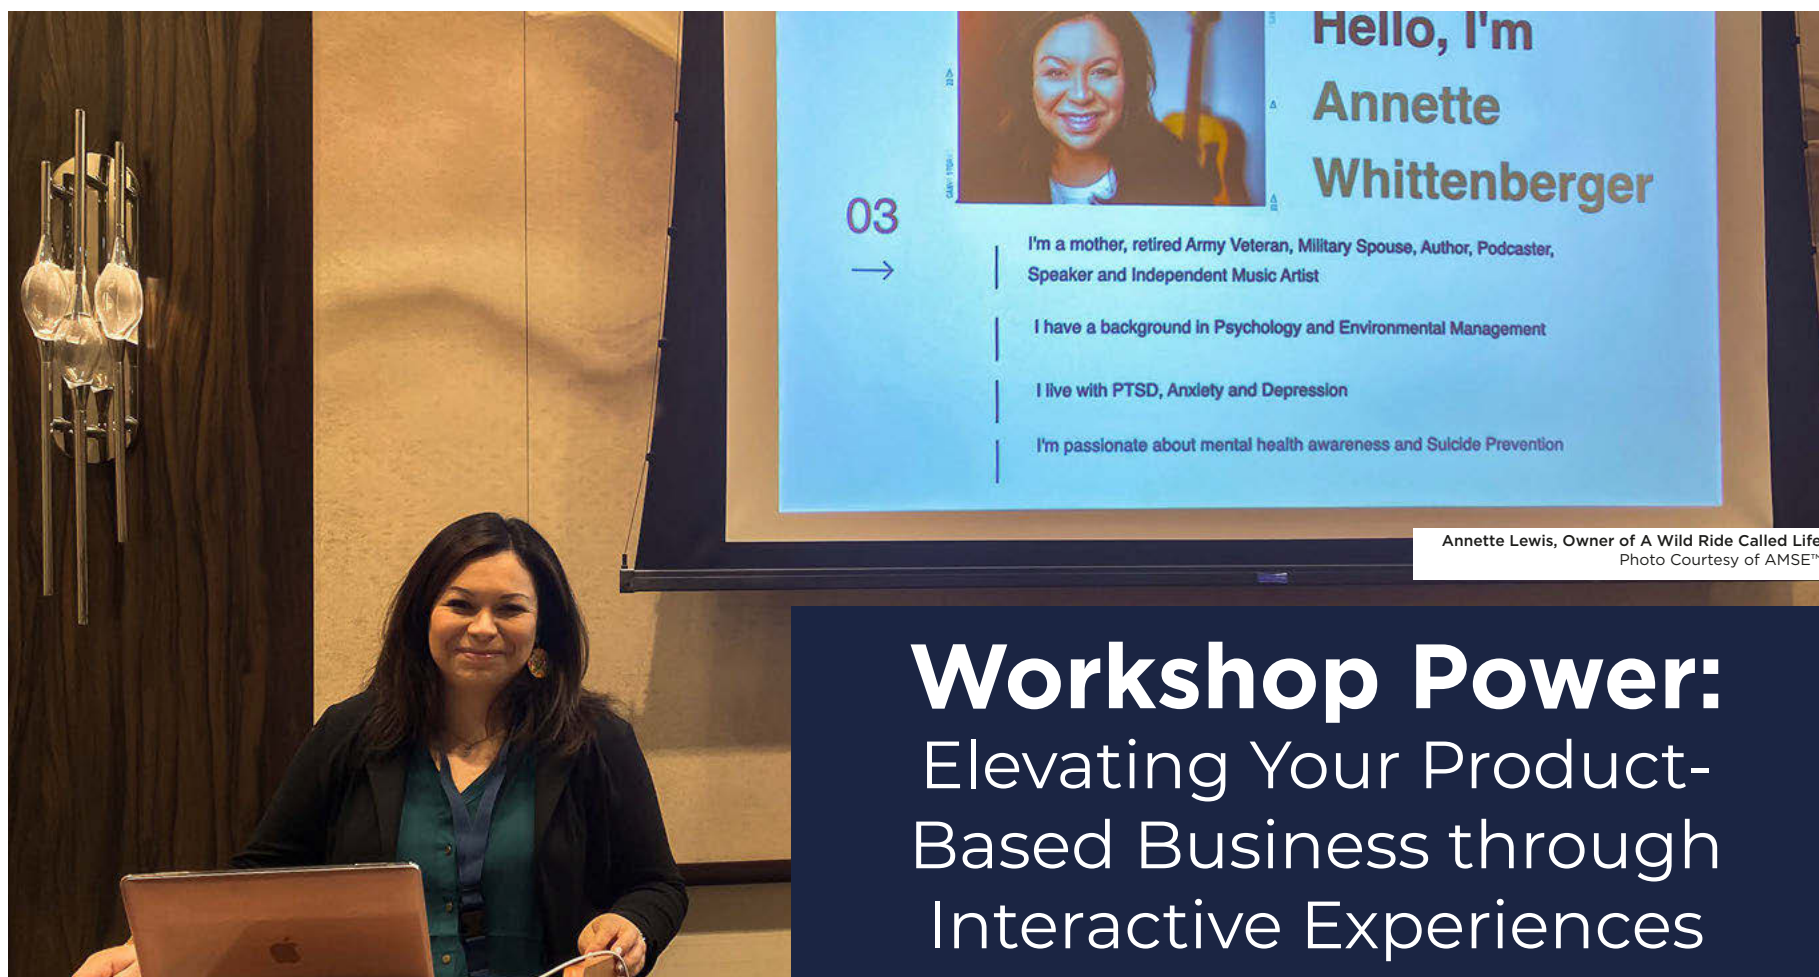 Hello, I'm
Annette
Whittenberger
03
I'm a mother, retired Army Veteran, Military Spouse, Author, Podcaster,
Speaker and Independent Music Artist
I have a background in Psychology and Environmental Management
I live with PTSD, Anxiety and Depression
I'm passionate about mental health awareness and Suicide Prevention
Annette Lewis, Owner of A Wild Ride Called Life
Photo Courtesy of AMSE™
Workshop Power:
Elevating Your Product-
Based Business through
Interactive Experiences